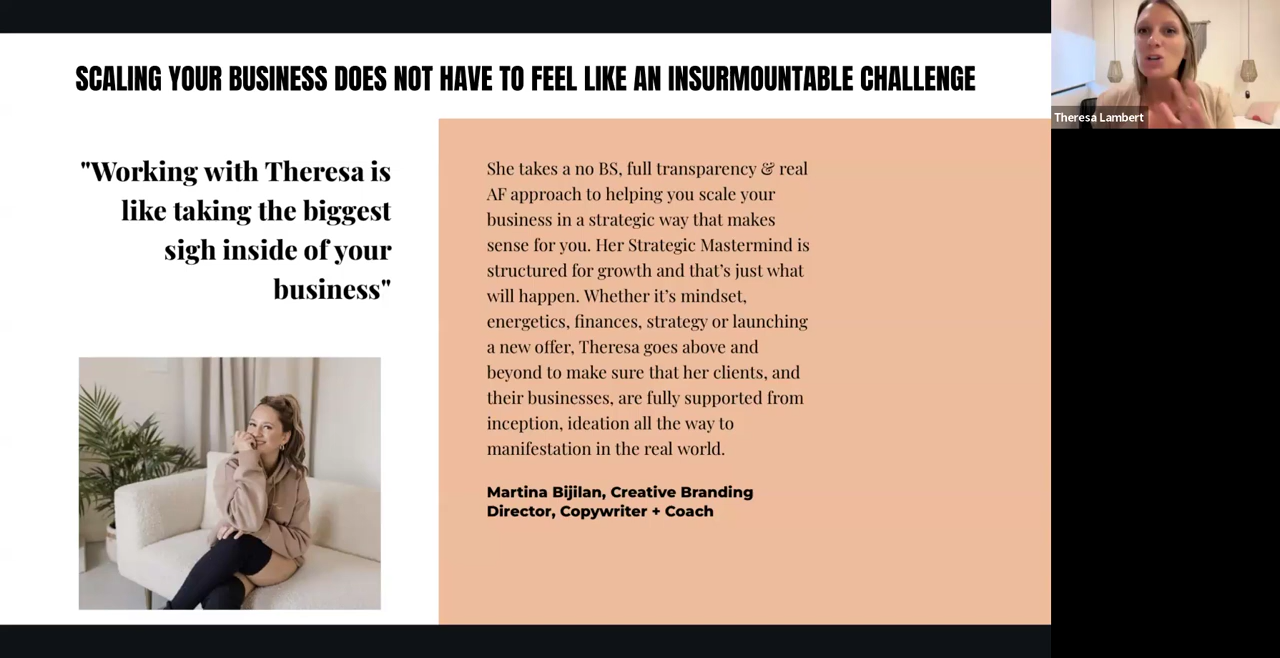 SCALING YOUR BUSINESS DOES NOT HAVE TO FEEL LIKE AN INSURMOUNTABLE CHALLENGE
"Working with Theresa is
like taking the biggest
sigh inside of your
business"
She takes a no BS, full transparency & real
AF approach to helping you scale your
business in a strategic way that makes
sense for you. Her Strategic Mastermind is
structured for growth and that’s just what
will happen. Whether it’s mindset,
energetics, finances, strategy or launching
a new offer, Theresa goes above and
beyond to make sure that her clients, and
their businesses, are fully supported from
inception, ideation all the way to
manifestation in the real world.
Martina Bijilan, Creative Branding
Director, Copywriter + Coach
Theresa Lambert